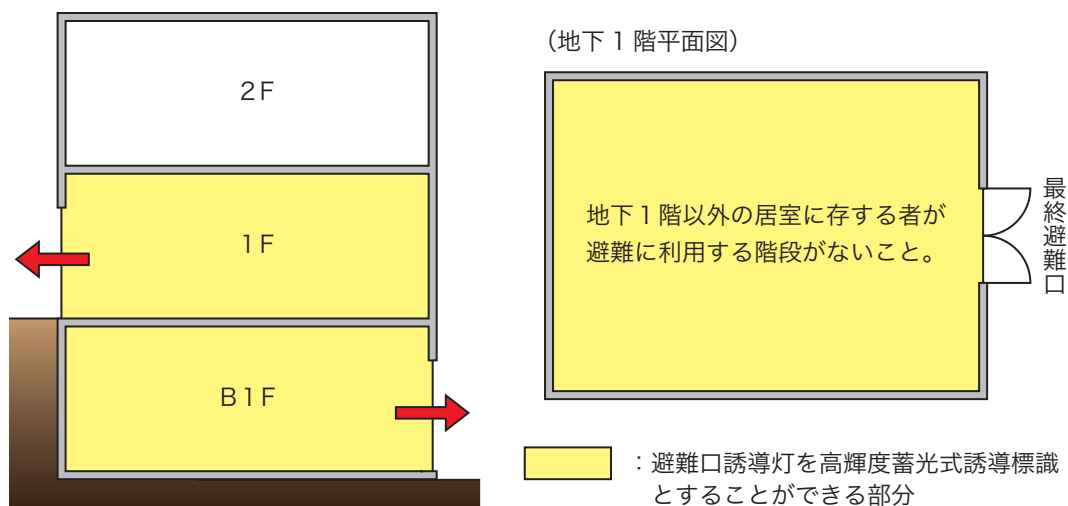 2F
1F
B1F
(地下1階平面図)
地下1階以外の居室に存する者が
避難に利用する階段がないこと。
最終避難口
:避難口誘導灯を高輝度蓄光式誘導標識
とすることができる部分